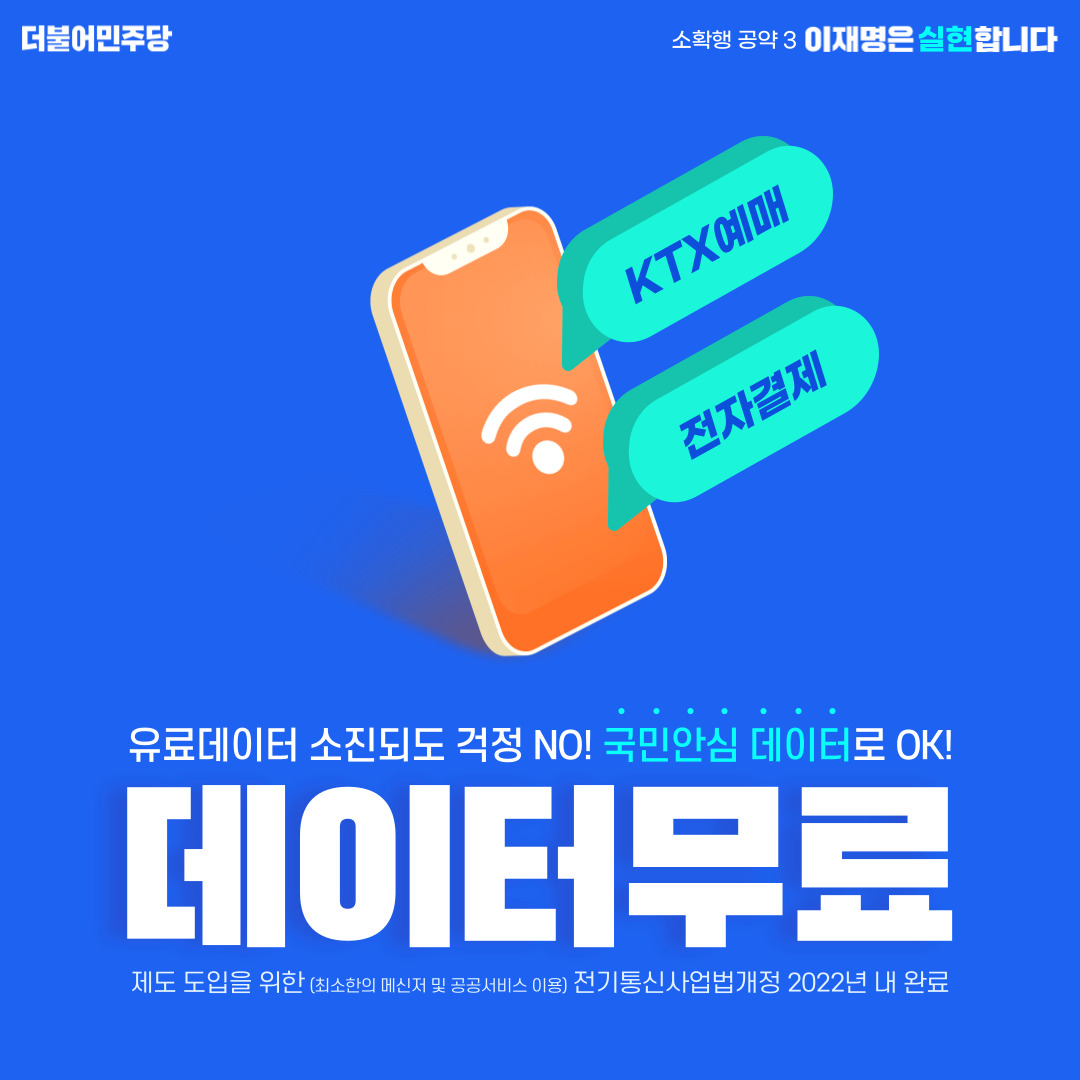 더불어민주당
소확행 공약 3 이재명은 실현합니다
KTX예매
전자결제
유료데이터 소진되도 걱정 NO! 국민안심 데이터로 OK!
데이터무료
제도 도입을 위한 (최소한의 메신저 및 공공서비스 이용) 전기통신사업법개정 2022년 내 완료